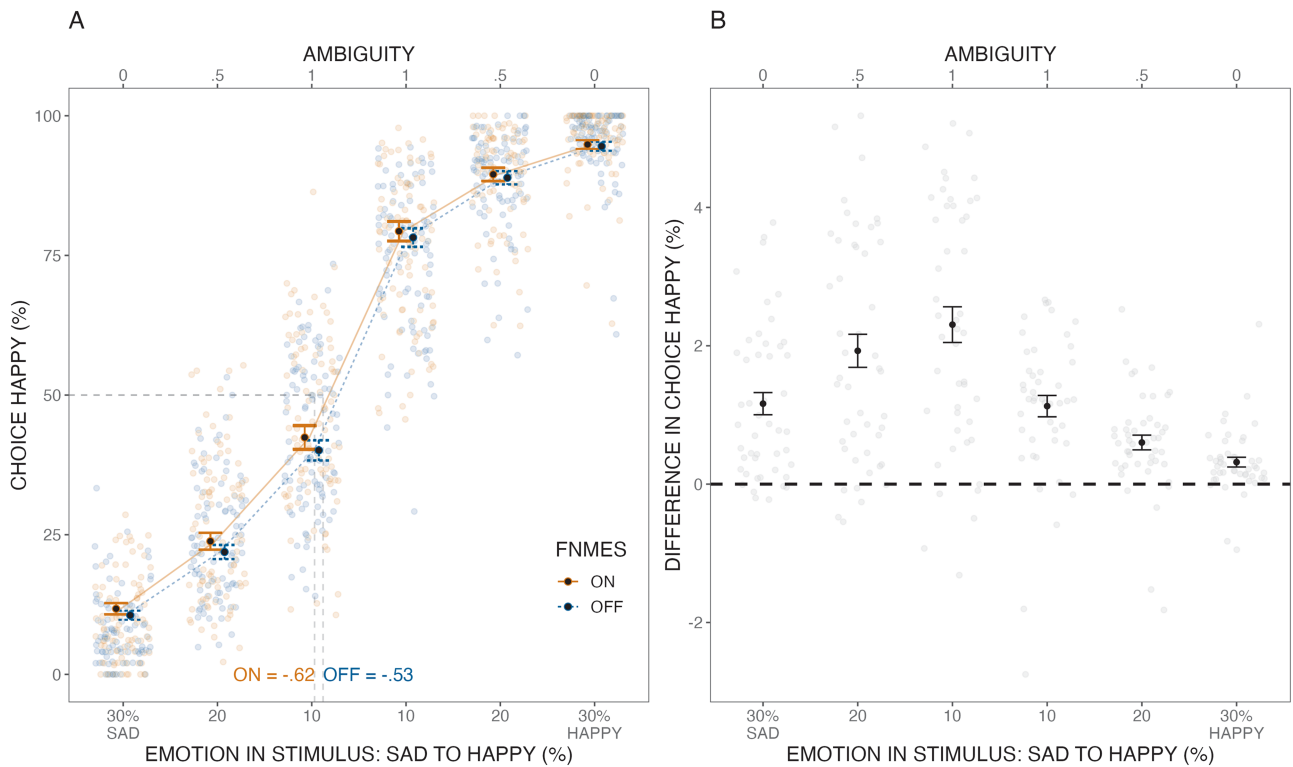 A
AMBIGUITY
0 .5 1 1 .5 0
100
75
50
25
0
CHOICE HAPPY (%)
FNMES
ON
OFF
ON = -.62 OFF = -.53
30% 20 10 10 20 30%
SAD HAPPY
EMOTION IN STIMULUS: SAD TO HAPPY (%)
B
AMBIGUITY
0 .5 1 1 .5 0
4
2
0
-2
DIFFERENCE IN CHOICE HAPPY (%)
30% 20 10 10 20 30%
SAD HAPPY
EMOTION IN STIMULUS: SAD TO HAPPY (%)